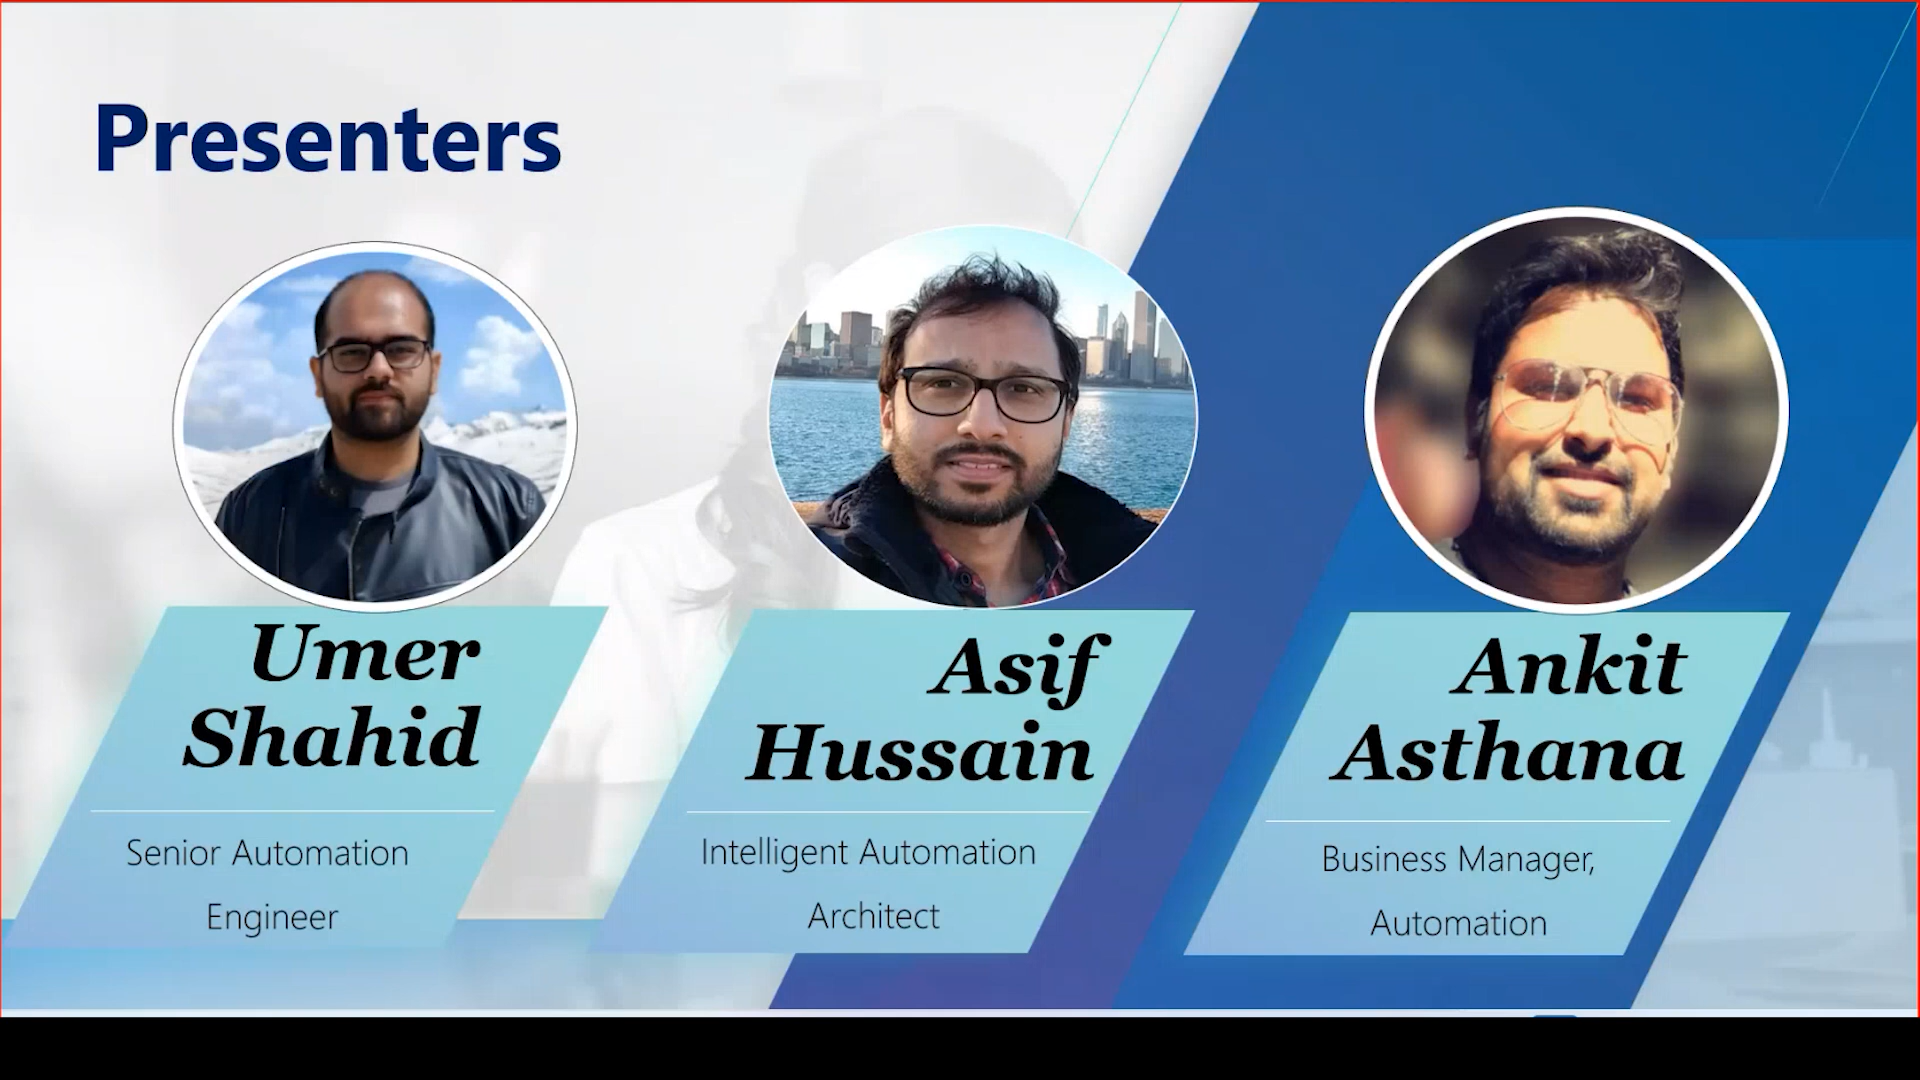 Presenters
Umer
Shahid
Senior Automation
Engineer
Asif
Hussain
Intelligent Automation
Architect
Ankit
Asthana
Business Manager,
Automation